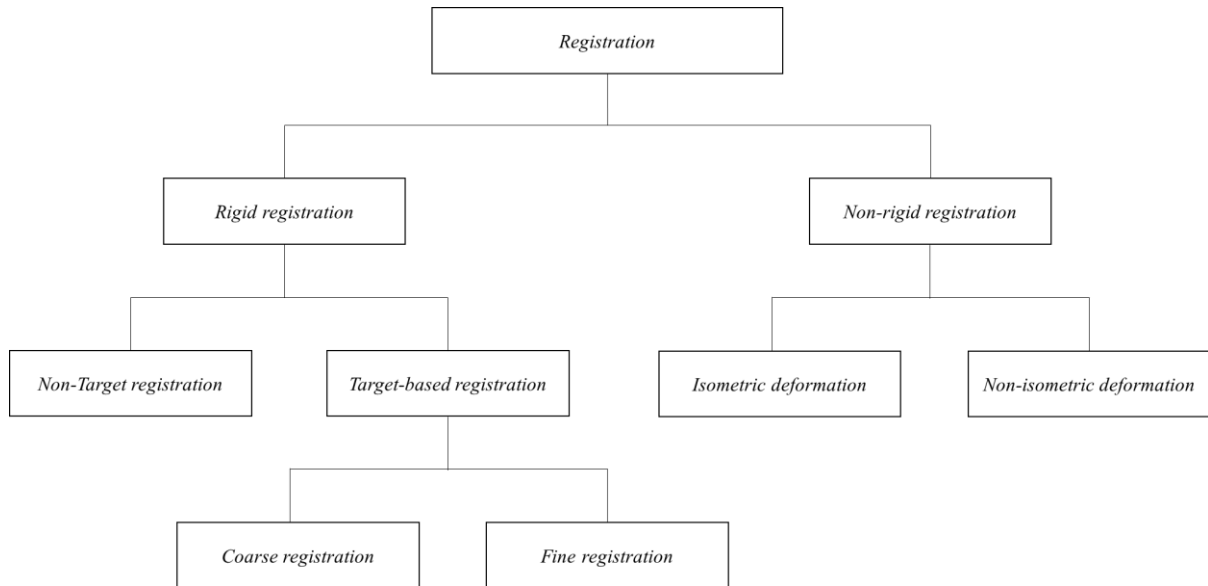 Registration
Rigid registration
Non-rigid registration
Non-Target registration
Target-based registration
Isometric deformation
Non-isometric deformation
Coarse registration
Fine registration